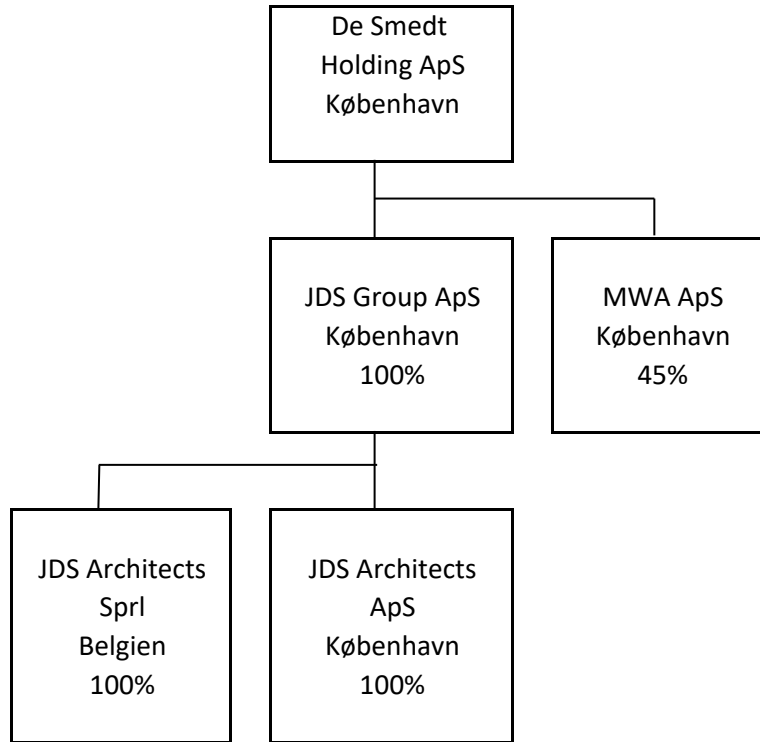 De Smedt
Holding ApS
København
JDS Group ApS
København
100%
MWA ApS
København
45%
JDS Architects
Sprl
Belgien
100%
JDS Architects
ApS
København
100%